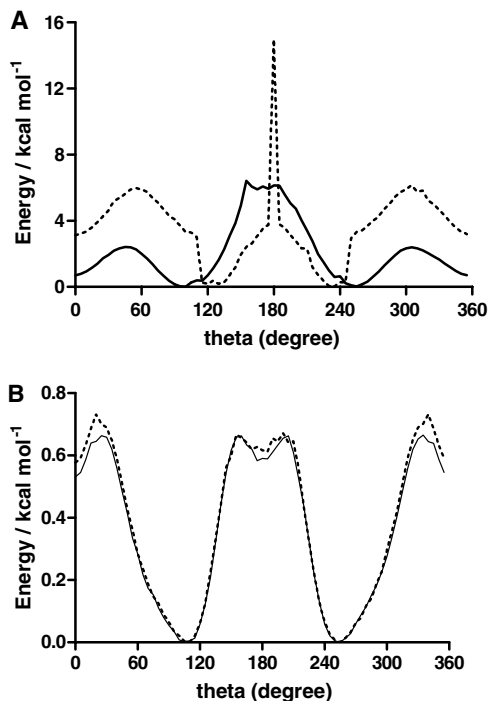 A
Energy / kcal mol⁻¹
16
12
8
4
0
0 60 120 180 240 300 360
theta (degree)
B
Energy / kcal mol⁻¹
0.8
0.6
0.4
0.2
0.0
0 60 120 180 240 300 360
theta (degree)